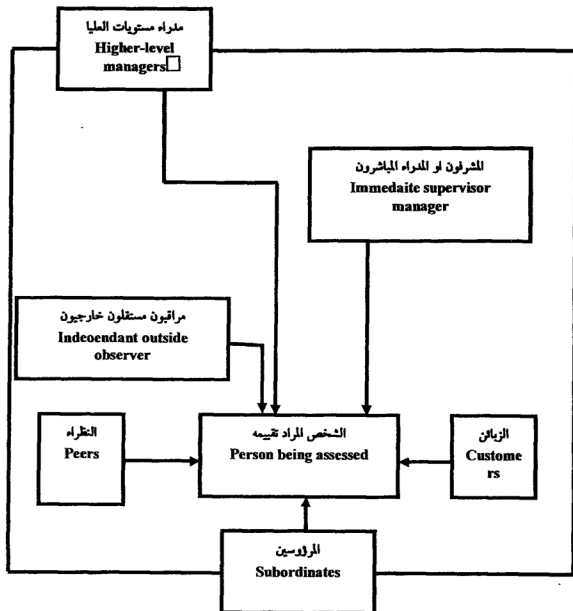 مدراء مستويات العليا
Higher-level
managers
المشرفون او المدراء المباشرون
Immedaite supervisor
manager
مراقبون مستقلون خارجيون
Indeoendant outside
observer
النظراء
Peers
الشخص المراد تقييمه
Person being assessed
الزبائن
Custome
rs
المرؤوسين
Subordinates